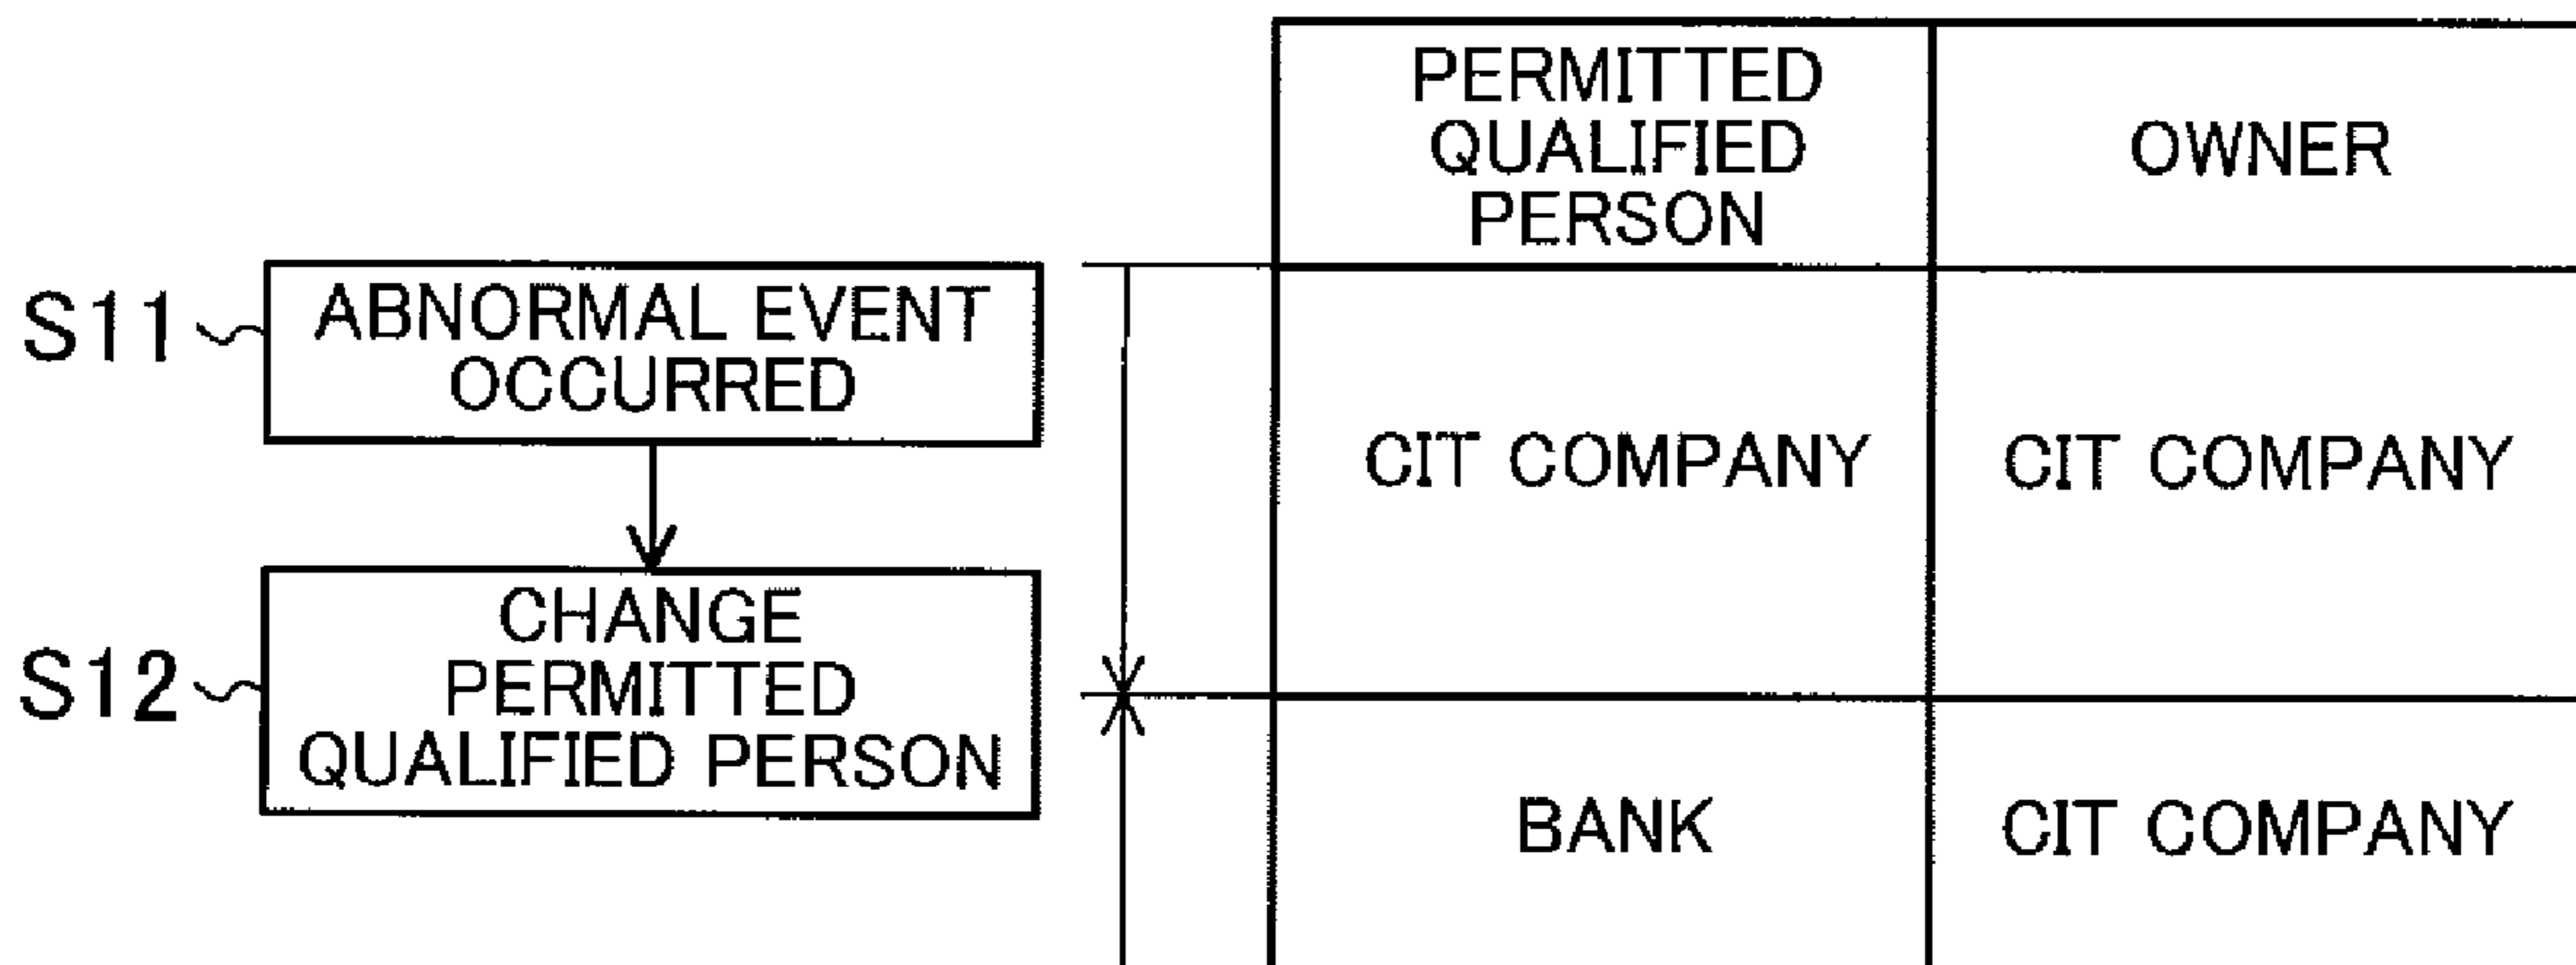 PERMITTED
QUALIFIED
PERSON
OWNER
S11
ABNORMAL EVENT
OCCURRED
CIT COMPANY
CIT COMPANY
S12
CHANGE
PERMITTED
QUALIFIED PERSON
BANK
CIT COMPANY